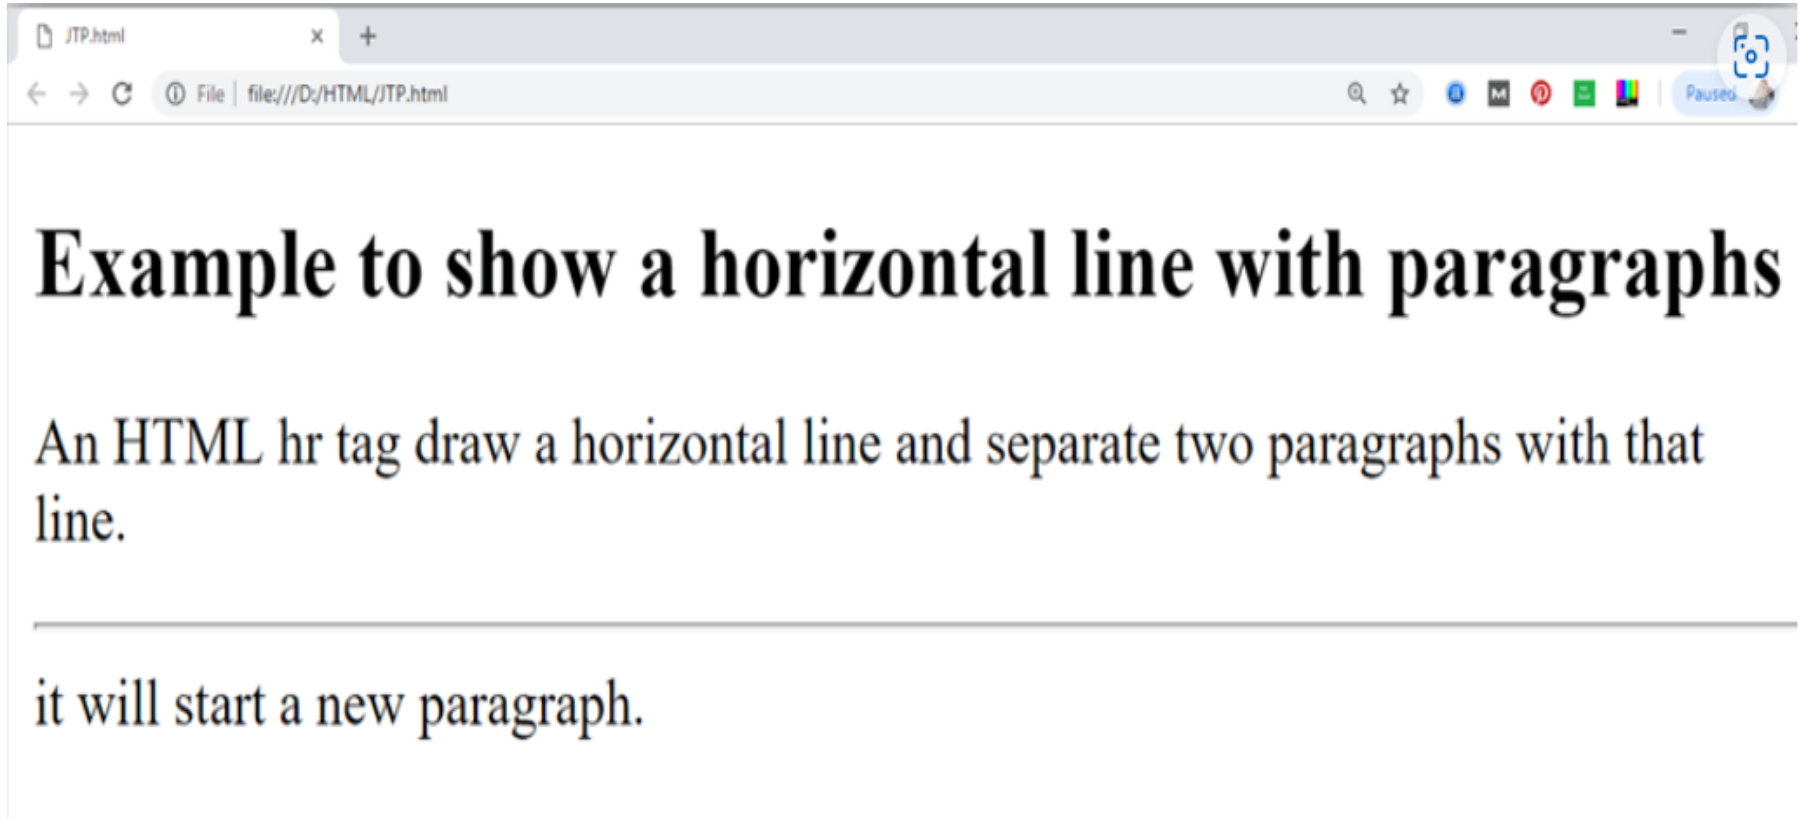 JTP.html
File
file:///D:/HTML/JTP.html
Paused
Example to show a horizontal line with paragraphs
An HTML hr tag draw a horizontal line and separate two paragraphs with that
line.
it will start a new paragraph.